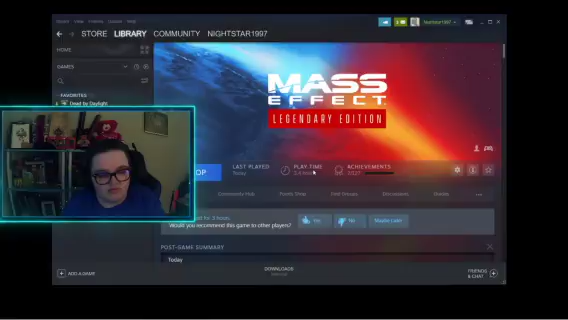 STORE LIBRARY COMMUNITY NIGHTSTAR1997
HOME
GAMES
FAVORITES
Dead by Daylight
MASS
EFFECT
LEGENDARY EDITION
LAST PLAYED
Today
PLAY TIME
ACHIEVEMENTS
Community Hub
Points Shop
Discussions
Would you recommend this game to other players?
Yes
No
Maybe Later
POST-GAME SUMMARY
Today
ADD A GAME
DOWNLOADS
FRIENDS
& CHAT